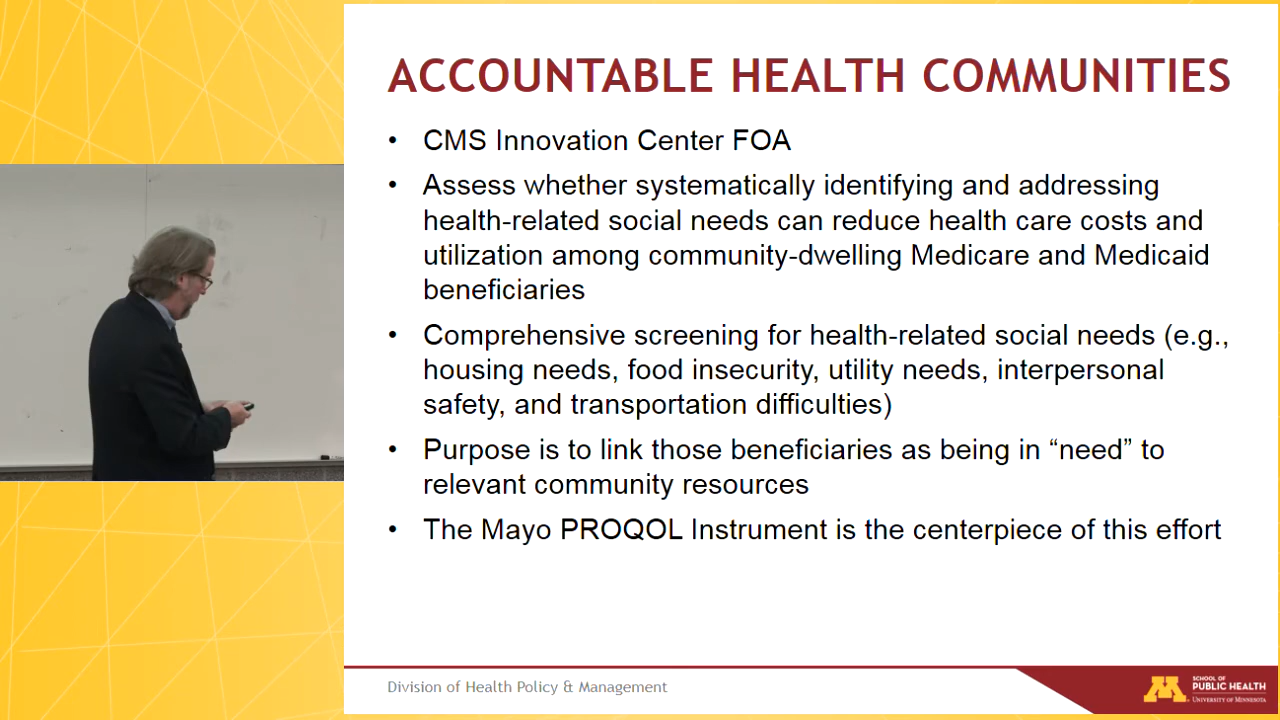 ACCOUNTABLE HEALTH COMMUNITIES
• CMS Innovation Center FOA
• Assess whether systematically identifying and addressing
health-related social needs can reduce health care costs and
utilization among community-dwelling Medicare and Medicaid
beneficiaries
• Comprehensive screening for health-related social needs (e.g.,
housing needs, food insecurity, utility needs, interpersonal
safety, and transportation difficulties)
• Purpose is to link those beneficiaries as being in “need” to
relevant community resources
• The Mayo PROQOL Instrument is the centerpiece of this effort
Division of Health Policy & Management
M
SCHOOL OF
PUBLIC HEALTH
UNIVERSITY OF MINNESOTA